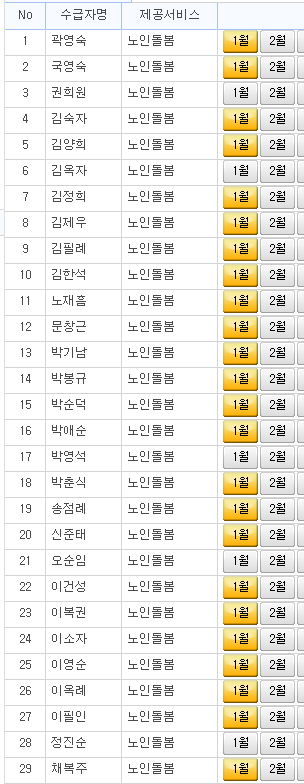 No 수급자명 제공서비스
1 곽영숙 노인돌봄 1월 2월
2 국영숙 노인돌봄 1월 2월
3 권희원 노인돌봄 1월 2월
4 김숙자 노인돌봄 1월 2월
5 김양희 노인돌봄 1월 2월
6 김옥자 노인돌봄 1월 2월
7 김정희 노인돌봄 1월 2월
8 김제우 노인돌봄 1월 2월
9 김필례 노인돌봄 1월 2월
10 김한석 노인돌봄 1월 2월
11 노재흠 노인돌봄 1월 2월
12 문창근 노인돌봄 1월 2월
13 박기남 노인돌봄 1월 2월
14 박봉규 노인돌봄 1월 2월
15 박순덕 노인돌봄 1월 2월
16 박애순 노인돌봄 1월 2월
17 박영석 노인돌봄 1월 2월
18 박춘식 노인돌봄 1월 2월
19 송점례 노인돌봄 1월 2월
20 신준태 노인돌봄 1월 2월
21 오순임 노인돌봄 1월 2월
22 이건성 노인돌봄 1월 2월
23 이복권 노인돌봄 1월 2월
24 이소자 노인돌봄 1월 2월
25 이영순 노인돌봄 1월 2월
26 이옥례 노인돌봄 1월 2월
27 이필인 노인돌봄 1월 2월
28 정진순 노인돌봄 1월 2월
29 채복주 노인돌봄 1월 2월